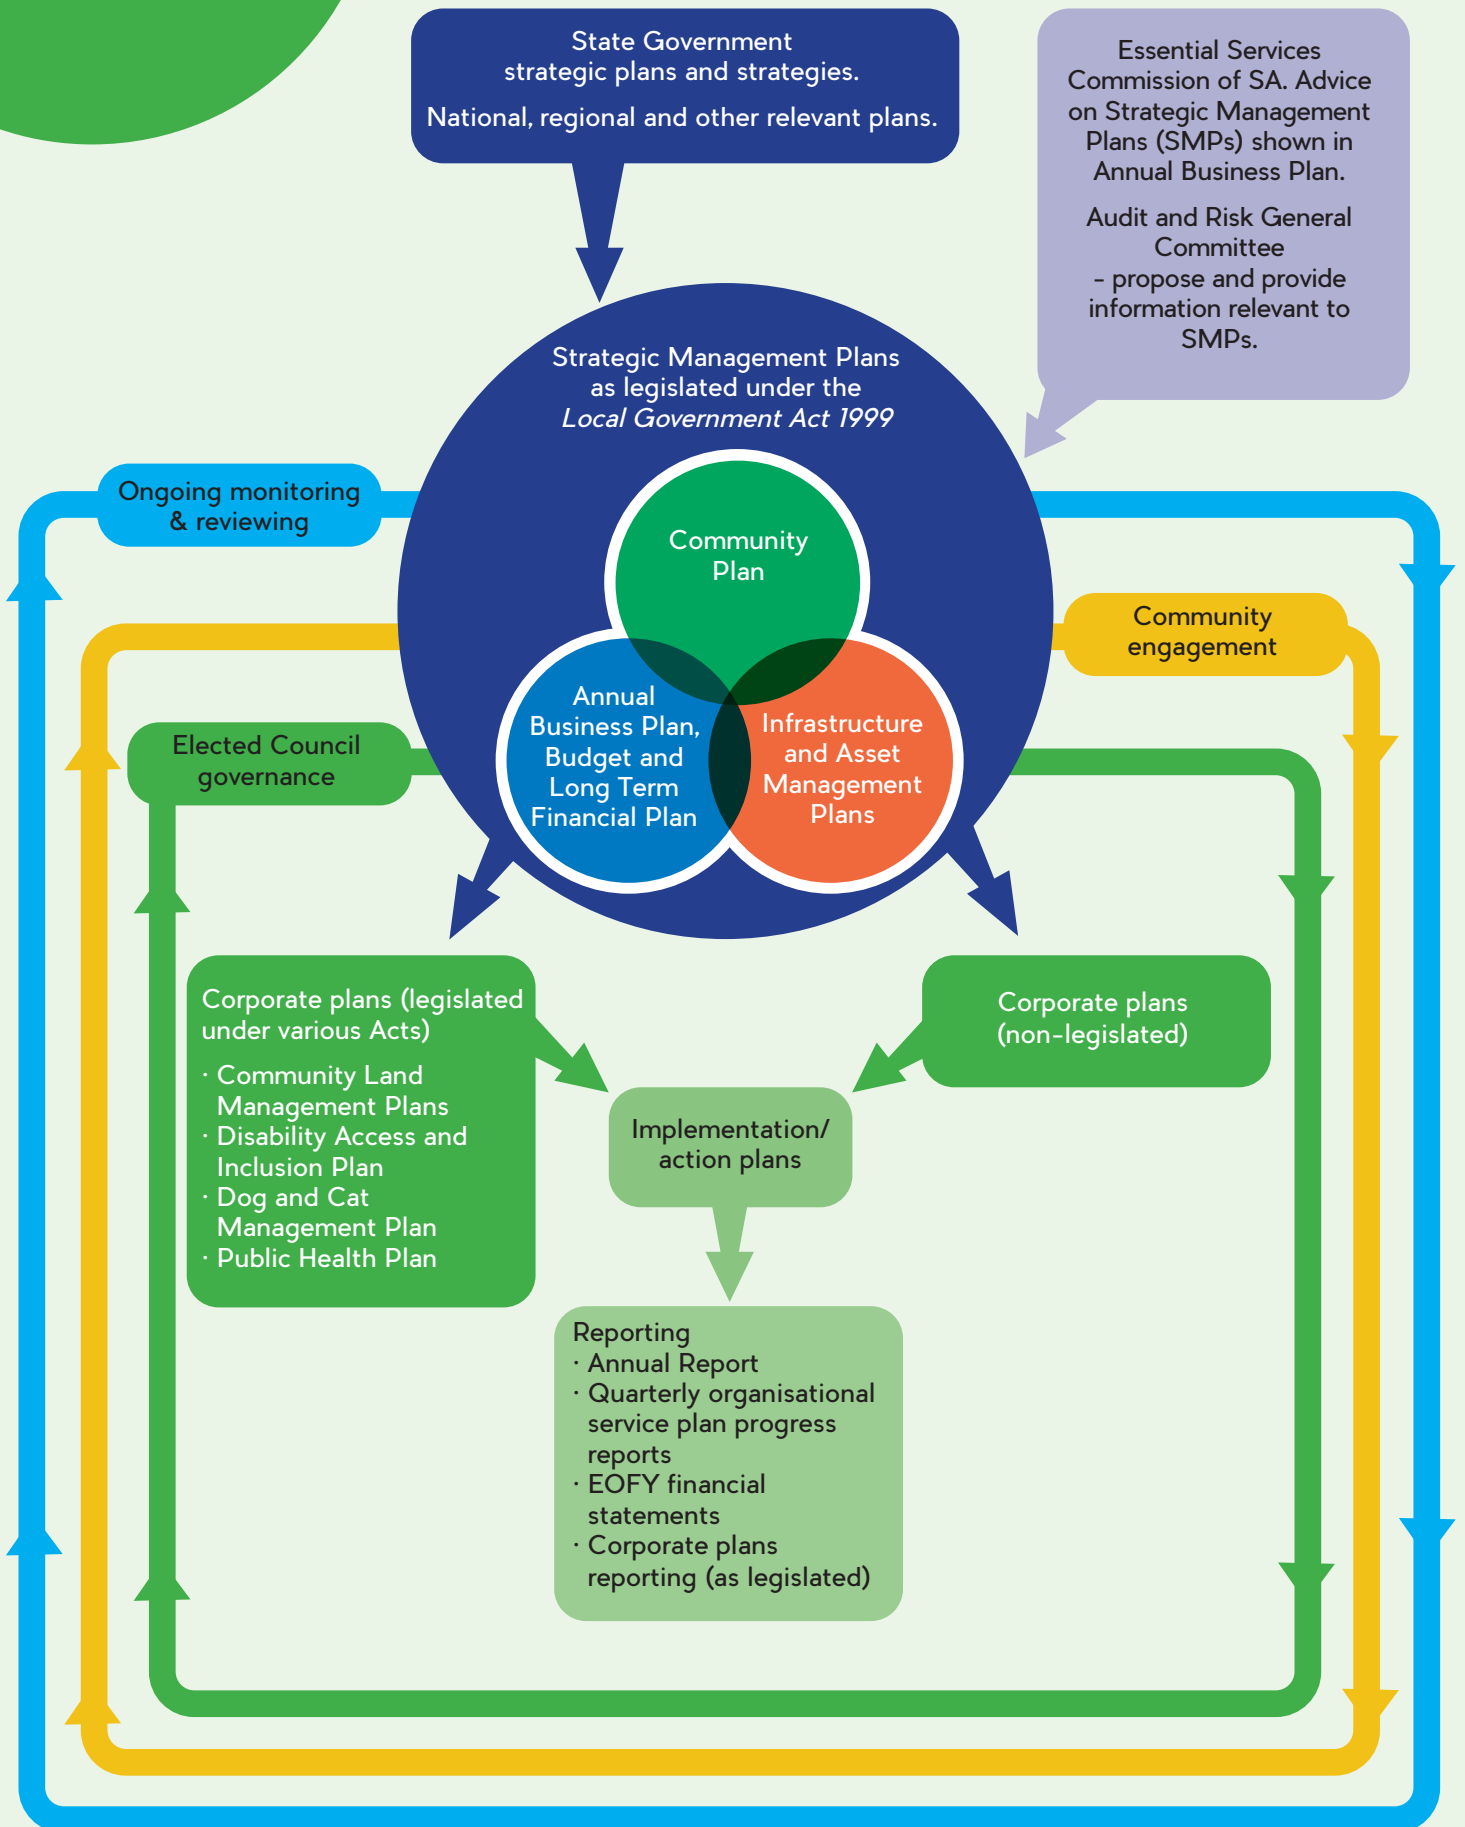 State Government
strategic plans and strategies.
National, regional and other relevant plans.
Essential Services
Commission of SA. Advice
on Strategic Management
Plans (SMPs) shown in
Annual Business Plan.
Audit and Risk General
Committee
- propose and provide
information relevant to
SMPs.
Strategic Management Plans
as legislated under the
Local Government Act 1999
Ongoing monitoring
& reviewing
Community
Plan
Community
engagement
Annual
Business Plan,
Budget and
Long Term
Financial Plan
Infrastructure
and Asset
Management
Plans
Elected Council
governance
Corporate plans (legislated
under various Acts)
· Community Land
Management Plans
· Disability Access and
Inclusion Plan
· Dog and Cat
Management Plan
· Public Health Plan
Corporate plans
(non-legislated)
Implementation/
action plans
Reporting
· Annual Report
· Quarterly organisational
service plan progress
reports
· EOFY financial
statements
· Corporate plans
reporting (as legislated)